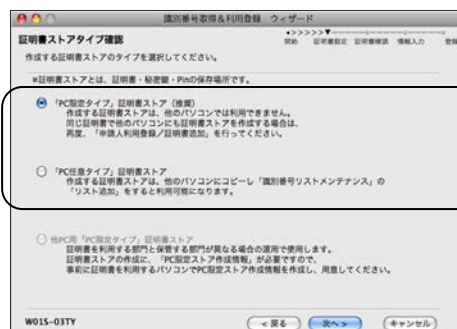 識別番号取得&利用登録 ウィザード
証明書ストアタイプ確認
•>>>>>▼
開始 証明書指定 証明書確認 情報入力 登録
作成する証明書ストアのタイプを選択してください。
※証明書ストアとは、証明書・秘密鍵・Pinの保存場所です。
「PC限定タイプ」証明書ストア（推奨）
作成する証明書ストアは、他のパソコンでは利用できません。
同じ証明書で他のパソコンにも証明書ストアを作成する場合は、
再度、「申請人利用登録／証明書追加」を行ってください。
「PC任意タイプ」証明書ストア
作成する証明書ストアは、他のパソコンにコピーし「識別番号リストメンテナンス」の
「リスト追加」をすると利用可能になります。
他PC用「PC限定タイプ」証明書ストア
証明書を利用する部門と保管する部門が異なる場合の運用で使用します。
証明書ストアの作成に、「PC限定ストア作成情報」が必要ですので、
事前に証明書を利用するパソコンでPC限定ストア作成情報を作成し、用意してください。
W01S-03TY
< 戻る
次へ >
キャンセル